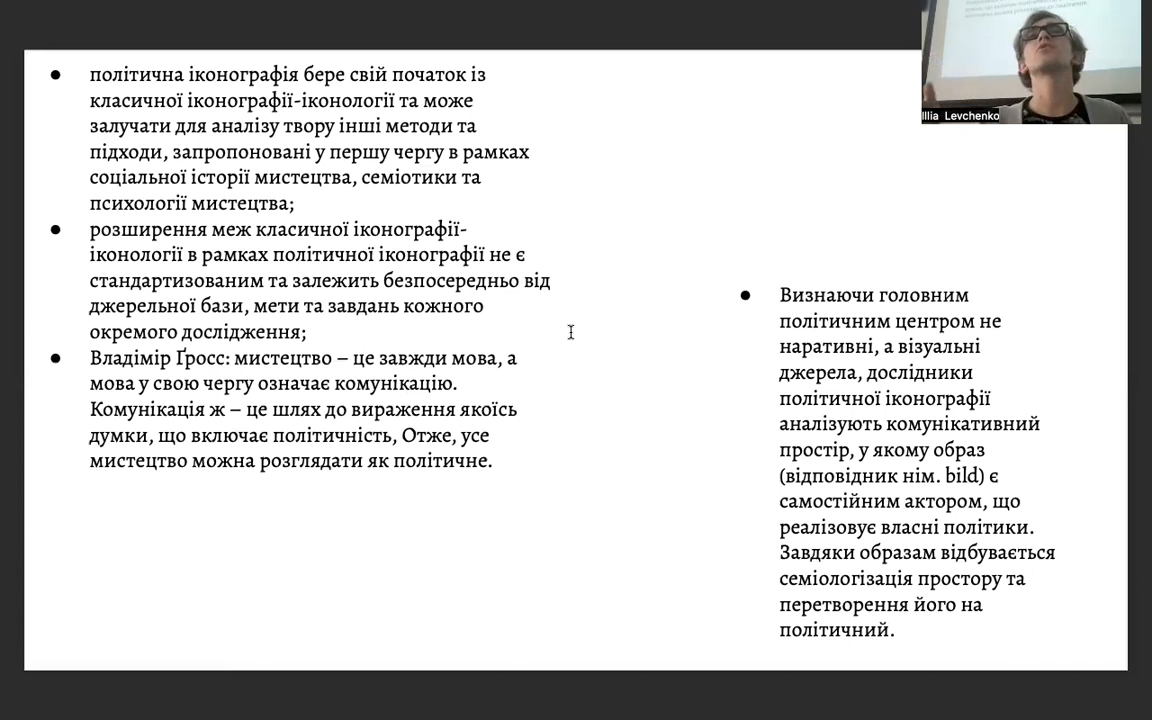 ● політична іконографія бере свій початок із
класичної іконографії-іконології та може
залучати для аналізу твору інші методи та
підходи, запропоновані у першу чергу в рамках
соціальної історії мистецтва, семіотики та
психології мистецтва;
● розширення меж класичної іконографії-
іконології в рамках політичної іконографії не є
стандартизованим та залежить безпосередньо від
джерельної бази, мети та завдань кожного
окремого дослідження;
● Владімір Ґросс: мистецтво – це завжди мова, а
мова у свою чергу означає комунікацію.
Комунікація ж – це шлях до вираження якоїсь
думки, що включає політичність, Отже, усе
мистецтво можна розглядати як політичне.
● Визнаючи головним
політичним центром не
наративні, а візуальні
джерела, дослідники
політичної іконографії
аналізують комунікативний
простір, у якому образ
(відповідник нім. bild) є
самостійним актором, що
реалізовує власні політики.
Завдяки образам відбувається
семіологізація простору та
перетворення його на
політичний.
Illia Levchenko